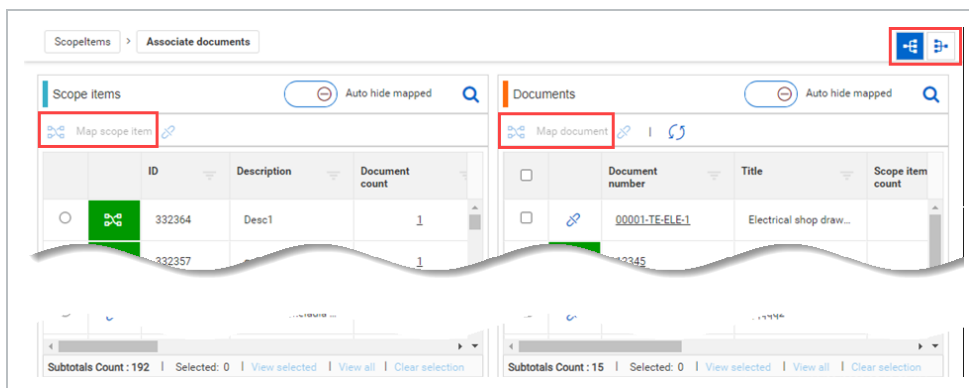 ScopeItems > Associate documents
Scope items
Auto hide mapped
Map scope item
ID
Description
Document count
332364
Desc1
1
332357
1
Subtotals Count : 192 | Selected: 0 | View selected | View all | Clear selection
Documents
Auto hide mapped
Map document
Document number
Title
Scope item count
00001-TE-ELE-1
Electrical shop draw...
12345
Subtotals Count : 15 | Selected: 0 | View selected | View all | Clear selection